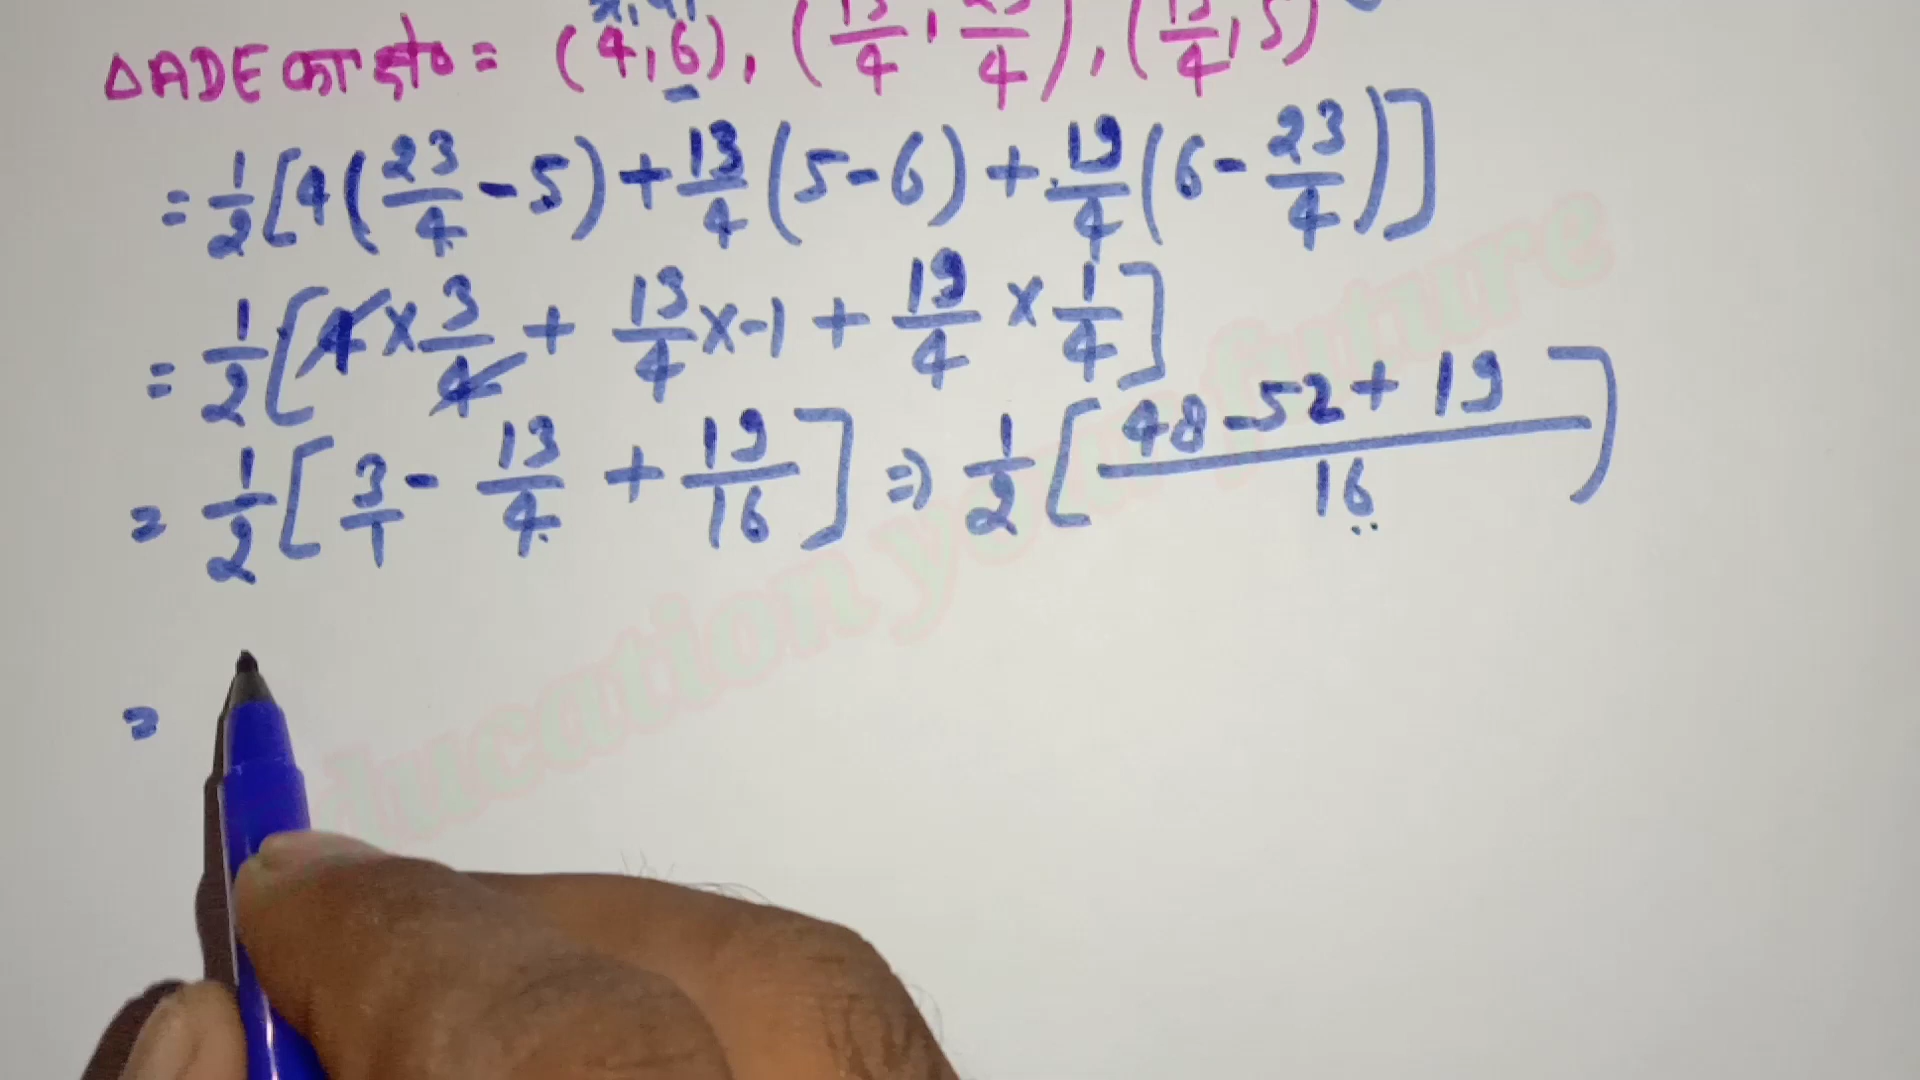 △ADE का क्षे० = (4, 6), (13/4, 23/4), (19/4, 5)
= 1/2 [4(23/4 - 5) + 13/4 (5 - 6) + 19/4 (6 - 23/4)]
= 1/2 [4 × 3/4 + 13/4 × -1 + 19/4 × 1/4]
= 1/2 [3/1 - 13/4 + 19/16] ⇒ 1/2 [48 - 52 + 19 / 16]
=